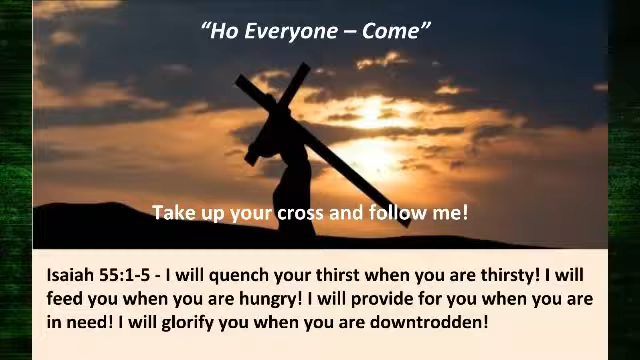 “Ho Everyone – Come”
Take up your cross and follow me!
Isaiah 55:1-5 - I will quench your thirst when you are thirsty! I will
feed you when you are hungry! I will provide for you when you are
in need! I will glorify you when you are downtrodden!